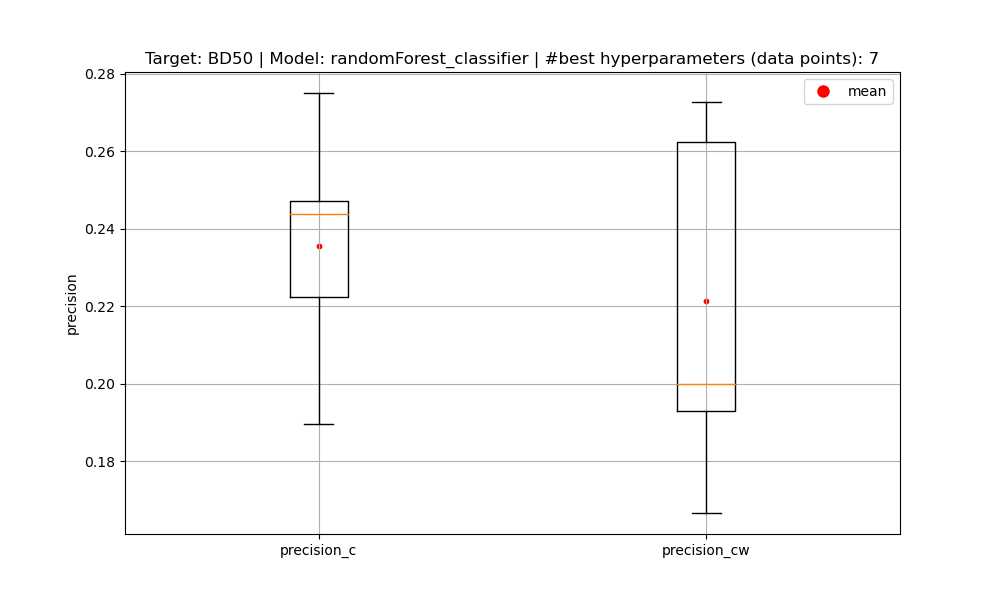 Target: BD50 | Model: randomForest_classifier | #best hyperparameters (data points): 7
mean
0.28
0.26
0.24
0.22
0.20
0.18
precision
precision_c
precision_cw